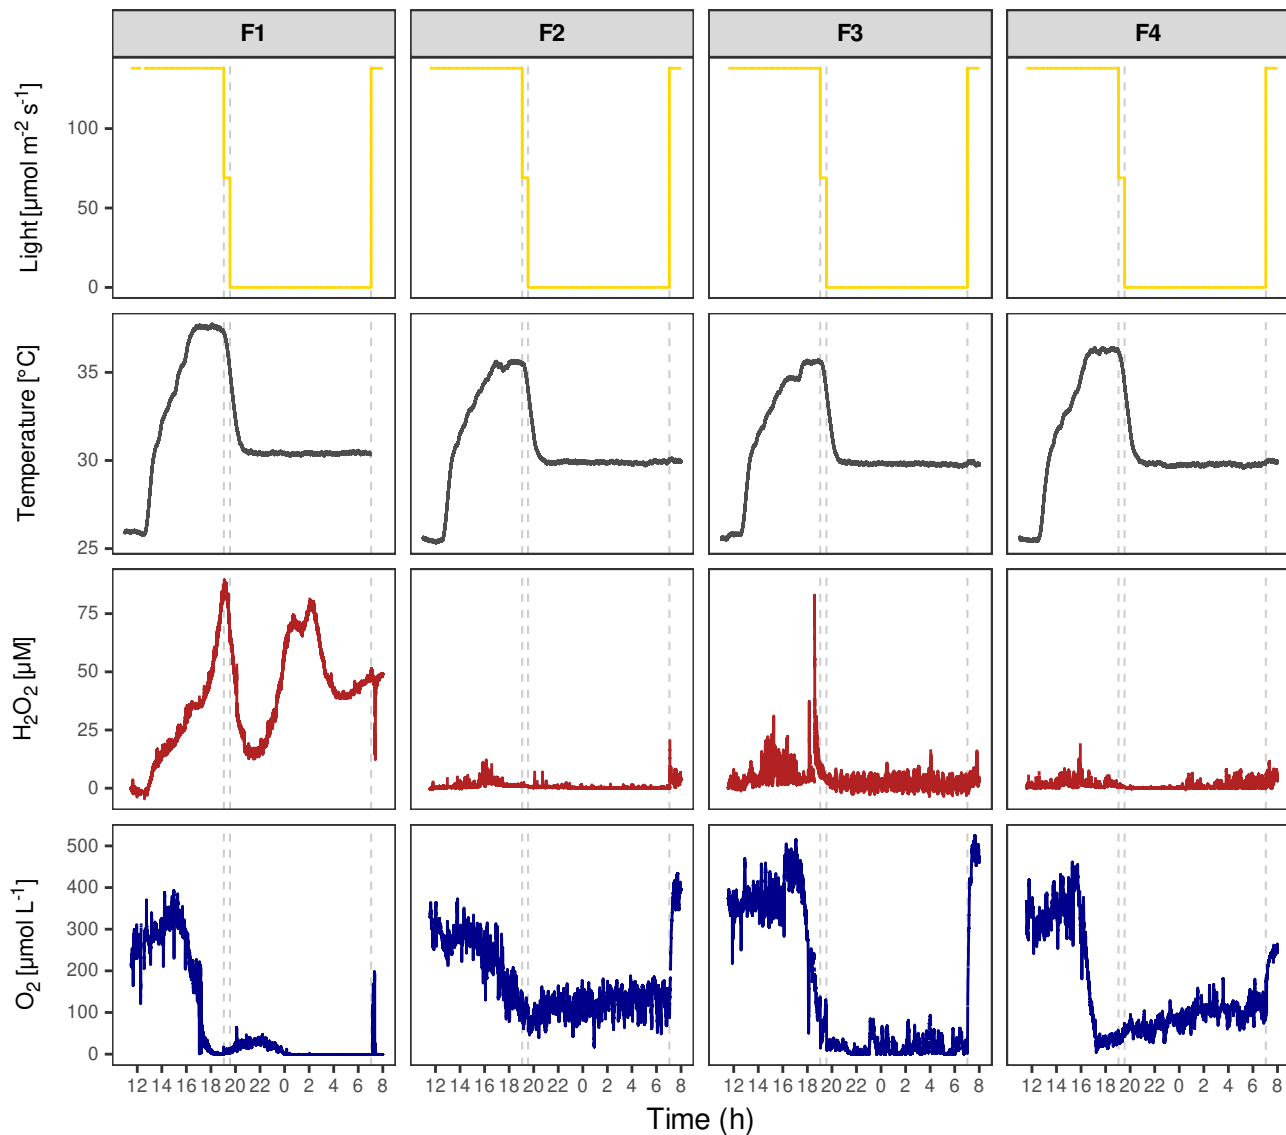 F1 F2 F3 F4
Light [µmol m⁻² s⁻¹]
100
50
0
Temperature [°C]
35
30
25
H₂O₂ [µM]
75
50
25
0
O₂ [µmol L⁻¹]
500
400
300
200
100
0
12 14 16 18 20 22 0 2 4 6 8 12 14 16 18 20 22 0 2 4 6 8 12 14 16 18 20 22 0 2 4 6 8 12 14 16 18 20 22 0 2 4 6 8
Time (h)